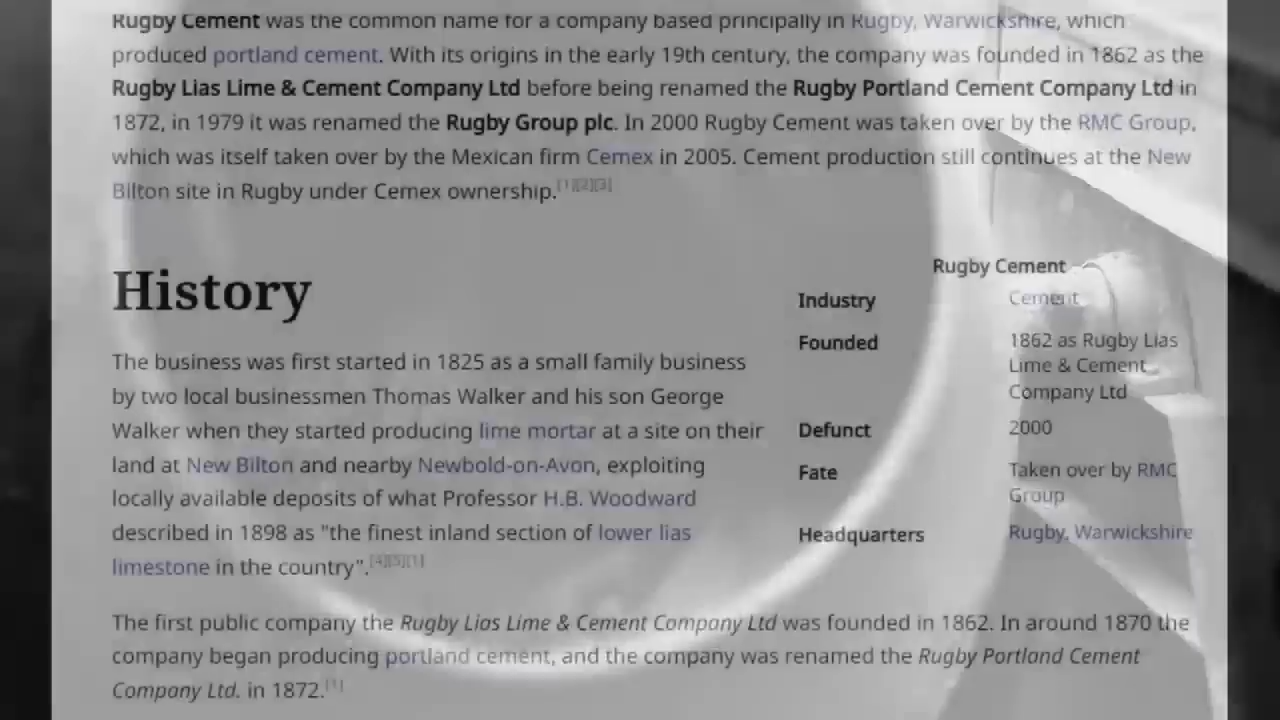 Rugby Cement was the common name for a company based principally in Rugby, Warwickshire, which
produced portland cement. With its origins in the early 19th century, the company was founded in 1862 as the
Rugby Lias Lime & Cement Company Ltd before being renamed the Rugby Portland Cement Company Ltd in
1872, in 1979 it was renamed the Rugby Group plc. In 2000 Rugby Cement was taken over by the RMC Group,
which was itself taken over by the Mexican firm Cemex in 2005. Cement production still continues at the New
Bilton site in Rugby under Cemex ownership.[1][2][3]
History
The business was first started in 1825 as a small family business
by two local businessmen Thomas Walker and his son George
Walker when they started producing lime mortar at a site on their
land at New Bilton and nearby Newbold-on-Avon, exploiting
locally available deposits of what Professor H.B. Woodward
described in 1898 as "the finest inland section of lower lias
limestone in the country".[4][5][1]
Rugby Cement
Industry Cement
Founded 1862 as Rugby Lias
Lime & Cement
Company Ltd
Defunct 2000
Fate Taken over by RMC
Group
Headquarters Rugby, Warwickshire
The first public company the Rugby Lias Lime & Cement Company Ltd was founded in 1862. In around 1870 the
company began producing portland cement, and the company was renamed the Rugby Portland Cement
Company Ltd. in 1872.[1]